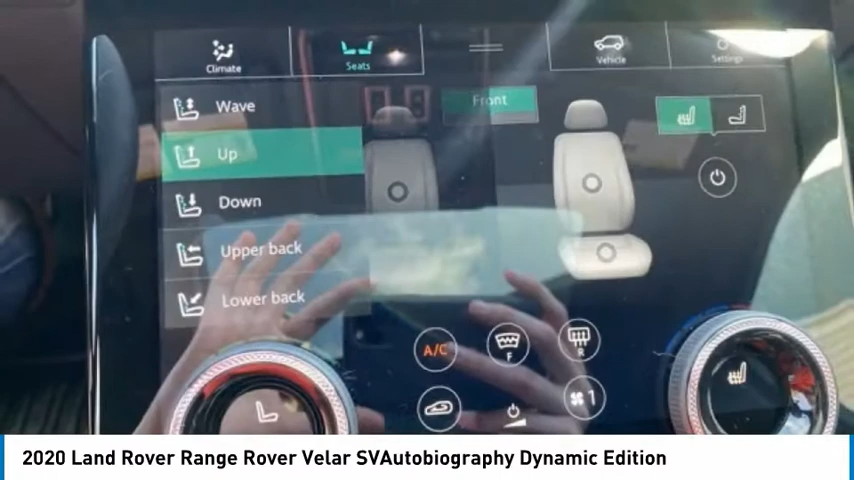 Climate
Seats
Vehicle
Settings
Wave
Front
Up
Down
Upper back
Lower back
A/C
F
R
1
2020 Land Rover Range Rover Velar SVAutobiography Dynamic Edition